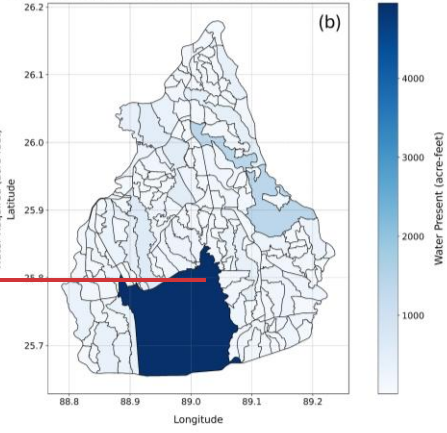 26.2
(b)
26.1
26.0
25.9
25.7
Latitude
88.8 88.9 89.0 89.1 89.2
Longitude
4000
3000
2000
1000
Water Present (acre-feet)